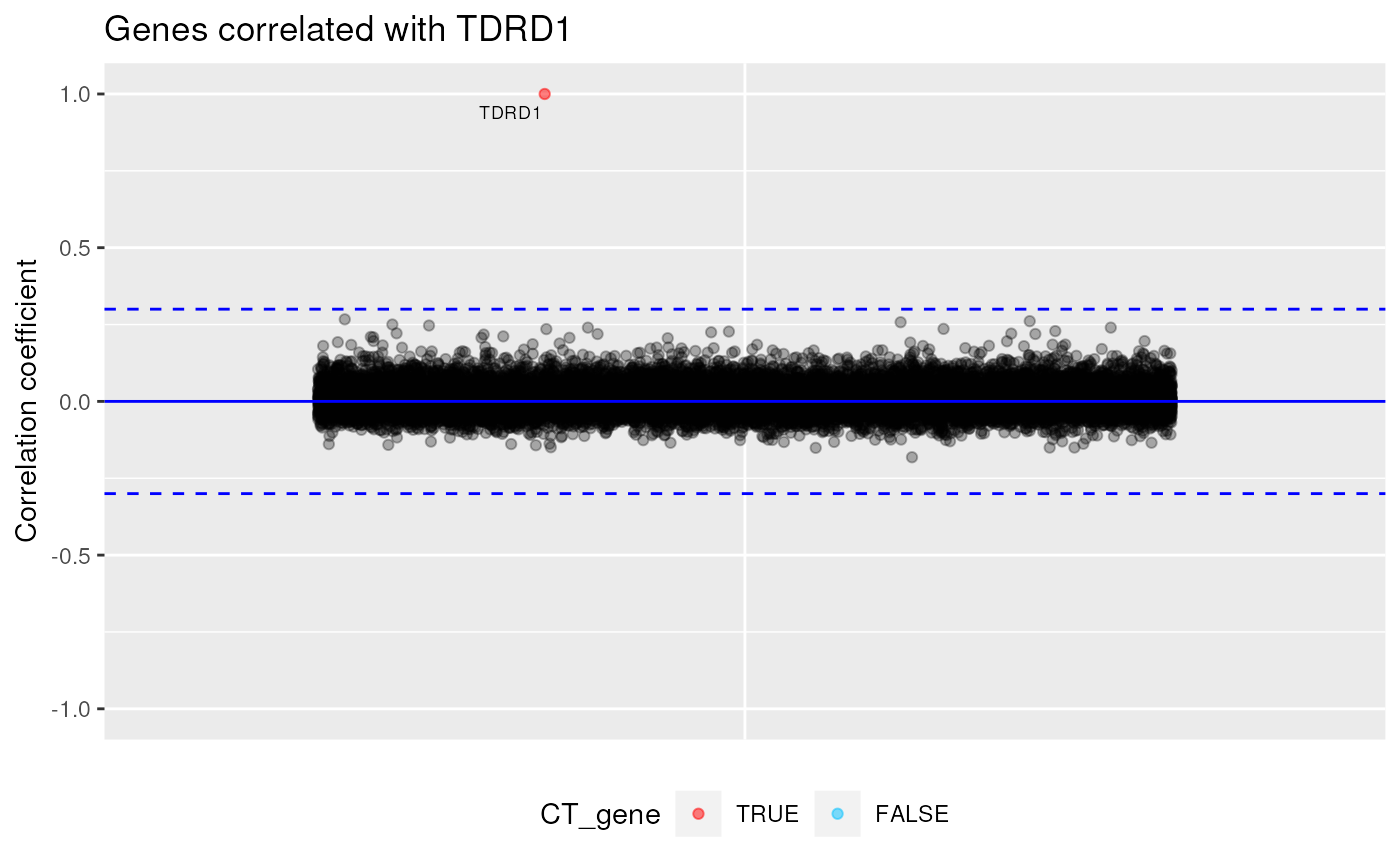 Genes correlated with TDRD1
Correlation coefficient
1.0
0.5
0.0
-0.5
-1.0
TDRD1
CT_gene TRUE FALSE